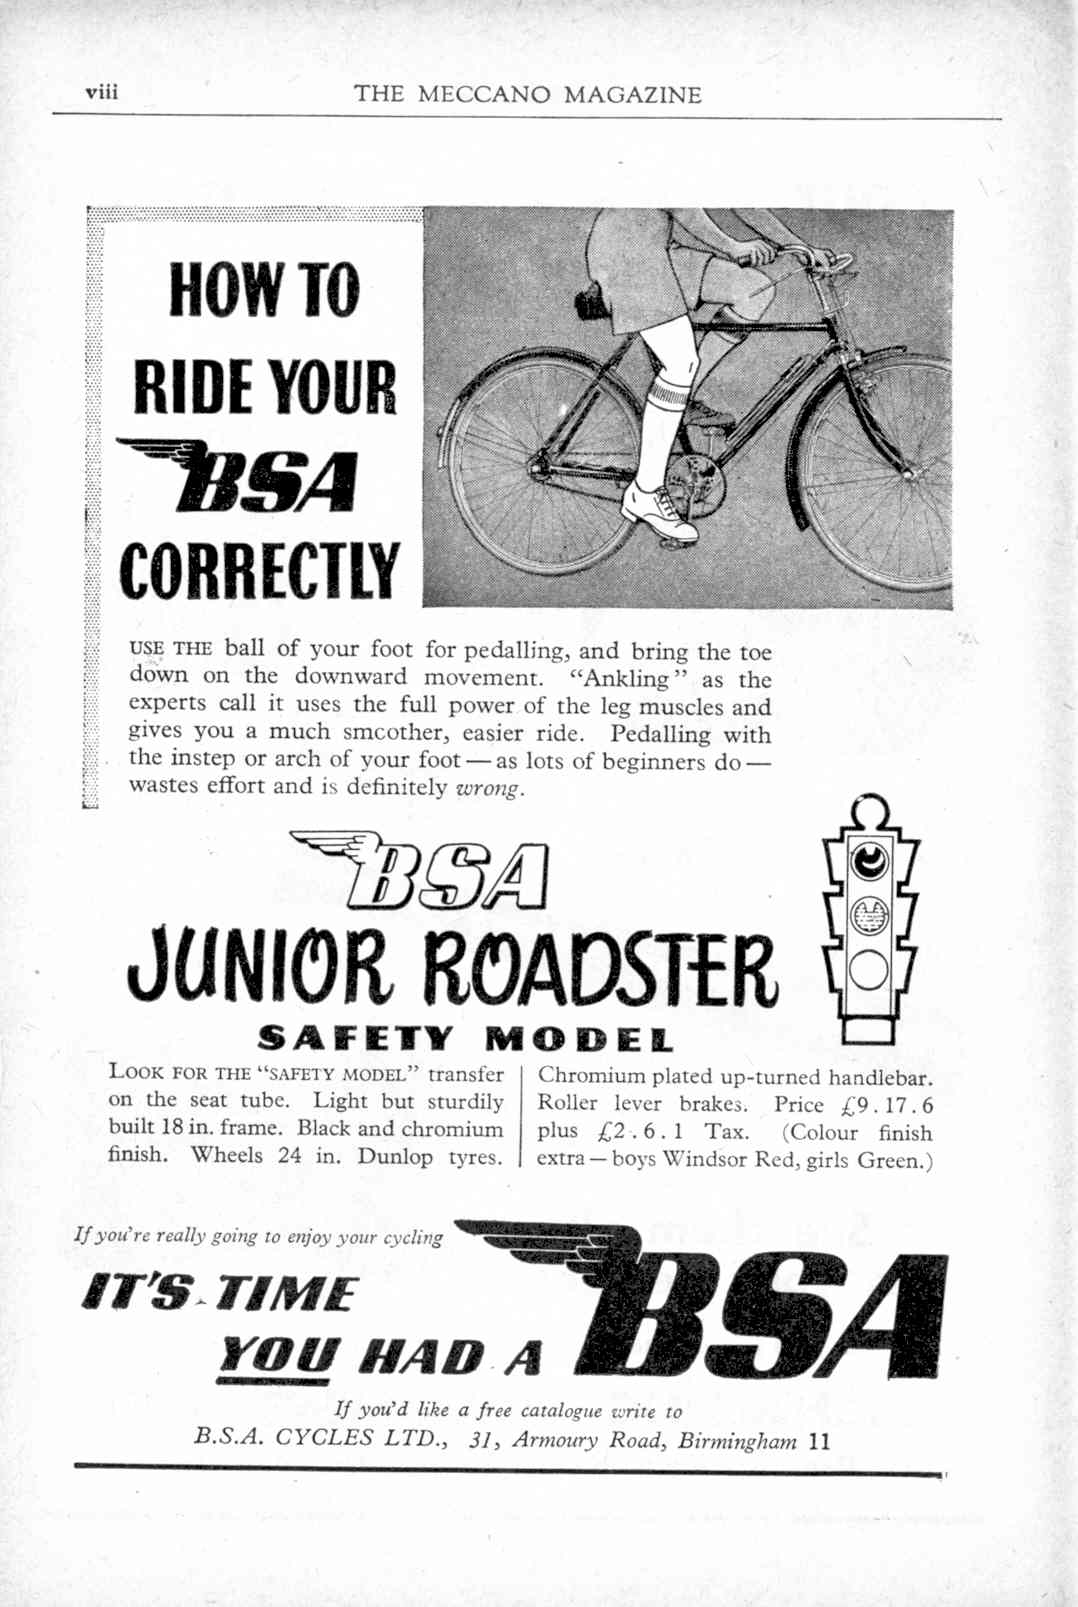 viii
THE MECCANO MAGAZINE
HOW TO
RIDE YOUR
BSA
CORRECTLY
USE THE ball of your foot for pedalling, and bring the toe
down on the downward movement. “Ankling” as the
experts call it uses the full power of the leg muscles and
gives you a much smoother, easier ride. Pedalling with
the instep or arch of your foot — as lots of beginners do —
wastes effort and is definitely wrong.
BSA
JUNIOR ROADSTER
SAFETY MODEL
LOOK FOR THE “SAFETY MODEL” transfer
on the seat tube. Light but sturdily
built 18 in. frame. Black and chromium
finish. Wheels 24 in. Dunlop tyres.
Chromium plated up-turned handlebar.
Roller lever brakes. Price £9.17.6
plus £2.6.1 Tax. (Colour finish
extra — boys Windsor Red, girls Green.)
If you're really going to enjoy your cycling
IT'S TIME
YOU HAD A
BSA
If you'd like a free catalogue write to
B.S.A. CYCLES LTD., 31, Armoury Road, Birmingham 11